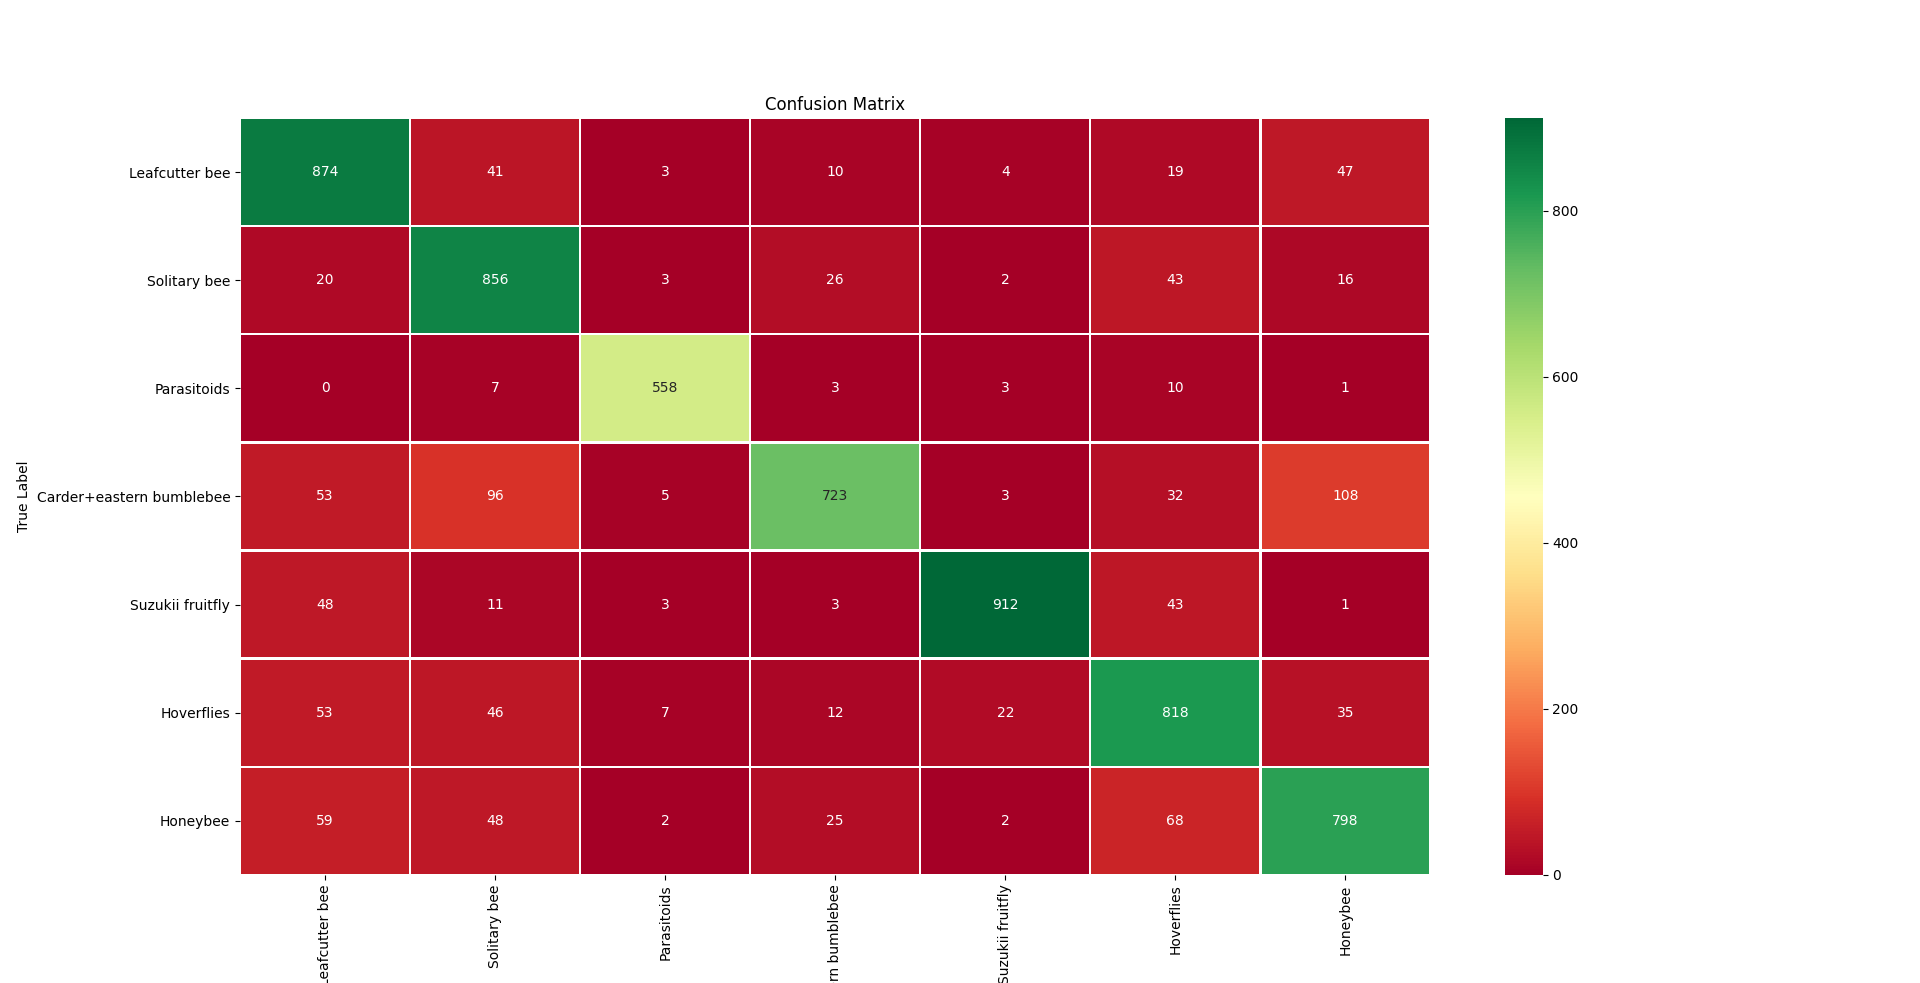 Confusion Matrix
Leafcutter bee 874 41 3 10 4 19 47
Solitary bee 20 856 3 26 2 43 16
Parasitoids 0 7 558 3 3 10 1
Carder+eastern bumblebee 53 96 5 723 3 32 108
Suzukii fruitfly 48 11 3 3 912 43 1
Hoverflies 53 46 7 12 22 818 35
Honeybee 59 48 2 25 2 68 798
True Label
eafcutter bee
Solitary bee
Parasitoids
rn bumblebee
Suzukii fruitfly
Hoverflies
Honeybee
800
600
400
200
0